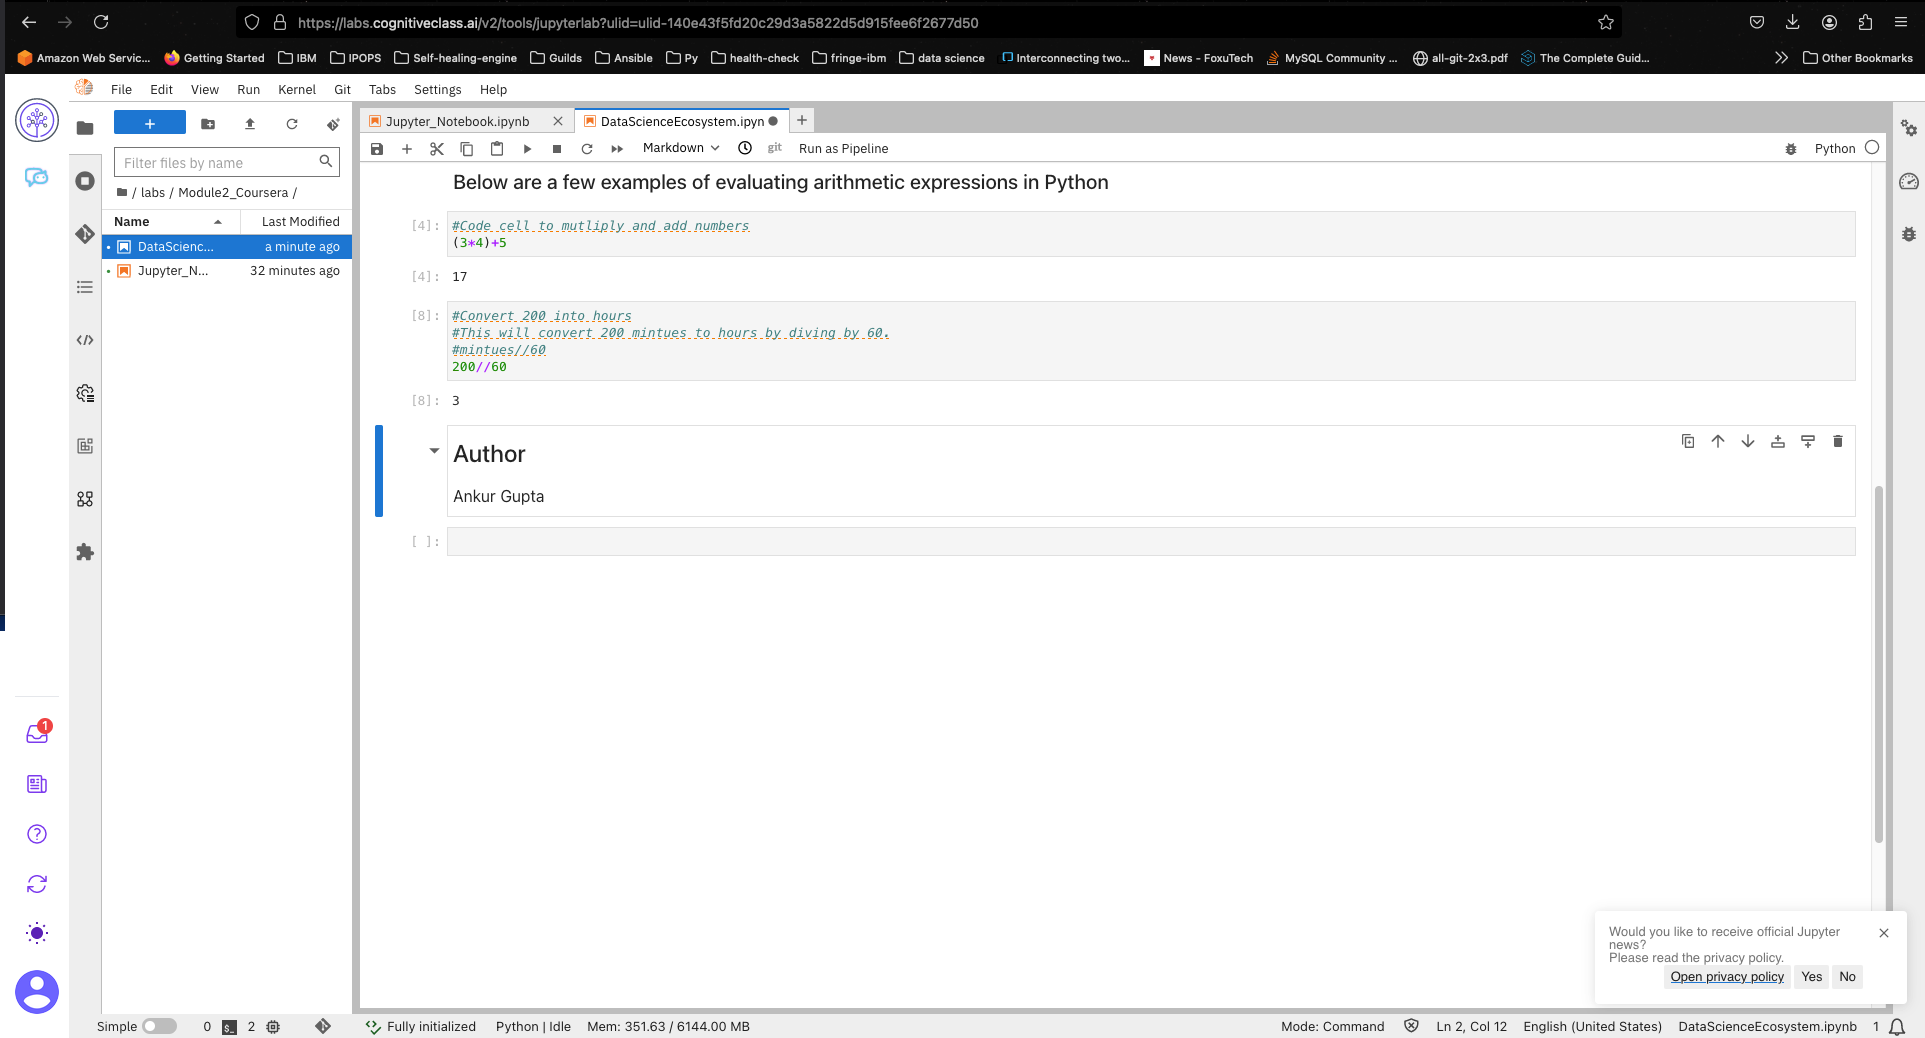 https://labs.cognitiveclass.ai/v2/tools/jupyterlab?ulid=ulid-140e43f5fd20c29d3a5822d5d915fee6f2677d50
Amazon Web Servic... Getting Started IBM IPOPS Self-healing-engine Guilds Ansible Py health-check fringe-ibm data science Interconnecting two... News - FoxuTech MySQL Community ... all-git-2x3.pdf The Complete Guid... Other Bookmarks
File Edit View Run Kernel Git Tabs Settings Help
Jupyter_Notebook.ipynb DataScienceEcosystem.ipyn
Markdown git Run as Pipeline Python
Filter files by name
/ labs / Module2_Coursera /
Name Last Modified
DataScienc... a minute ago
Jupyter_N... 32 minutes ago
Below are a few examples of evaluating arithmetic expressions in Python
[4]: #Code cell to mutliply and add numbers
(3*4)+5
[4]: 17
[8]: #Convert 200 into hours
#This will convert 200 mintues to hours by diving by 60.
#mintues//60
200//60
[8]: 3
Author
Ankur Gupta
[ ]:
1
Would you like to receive official Jupyter
news?
Please read the privacy policy.
Open privacy policy Yes No
Simple 0 $_ 2 Fully initialized Python | Idle Mem: 351.63 / 6144.00 MB Mode: Command Ln 2, Col 12 English (United States) DataScienceEcosystem.ipynb 1